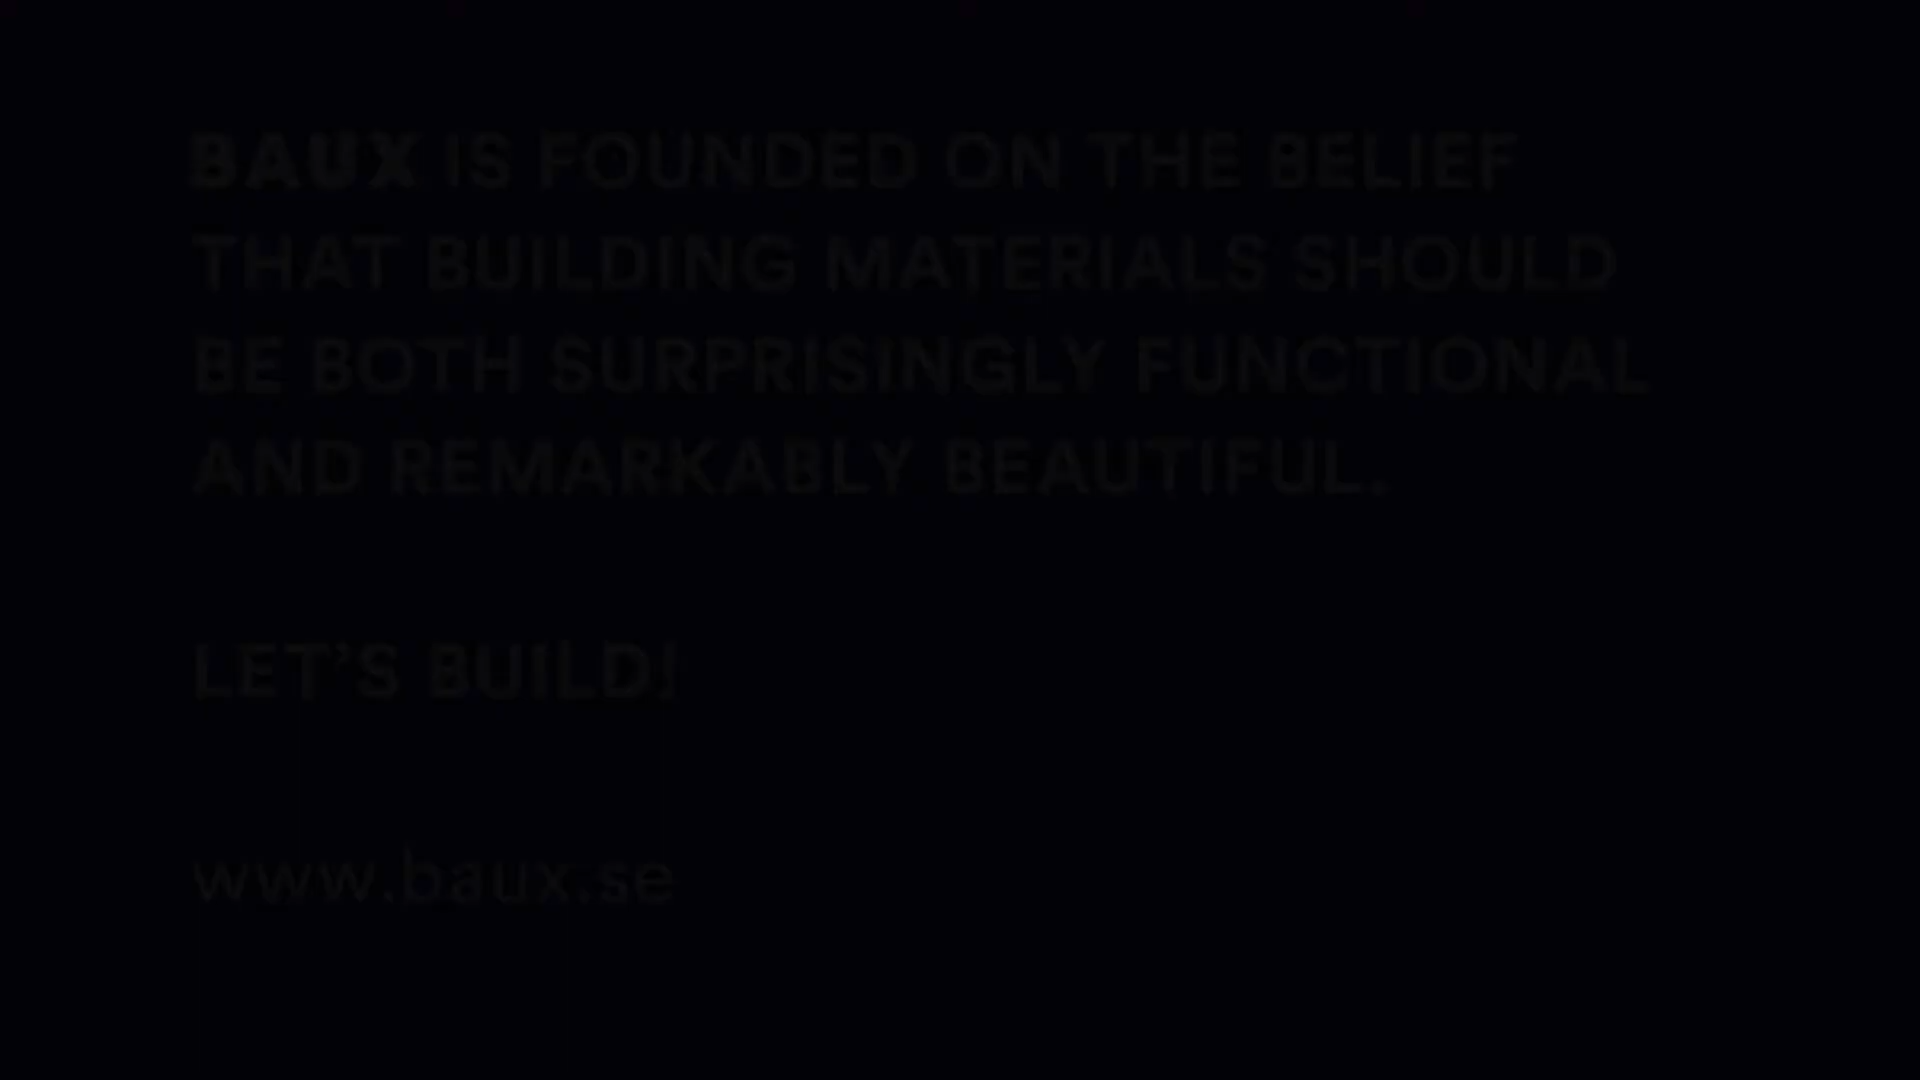 BAUX IS FOUNDED ON THE BELIEF
THAT BUILDING MATERIALS SHOULD
BE BOTH SURPRISINGLY FUNCTIONAL
AND REMARKABLY BEAUTIFUL.
LET’S BUILD!
www.baux.se